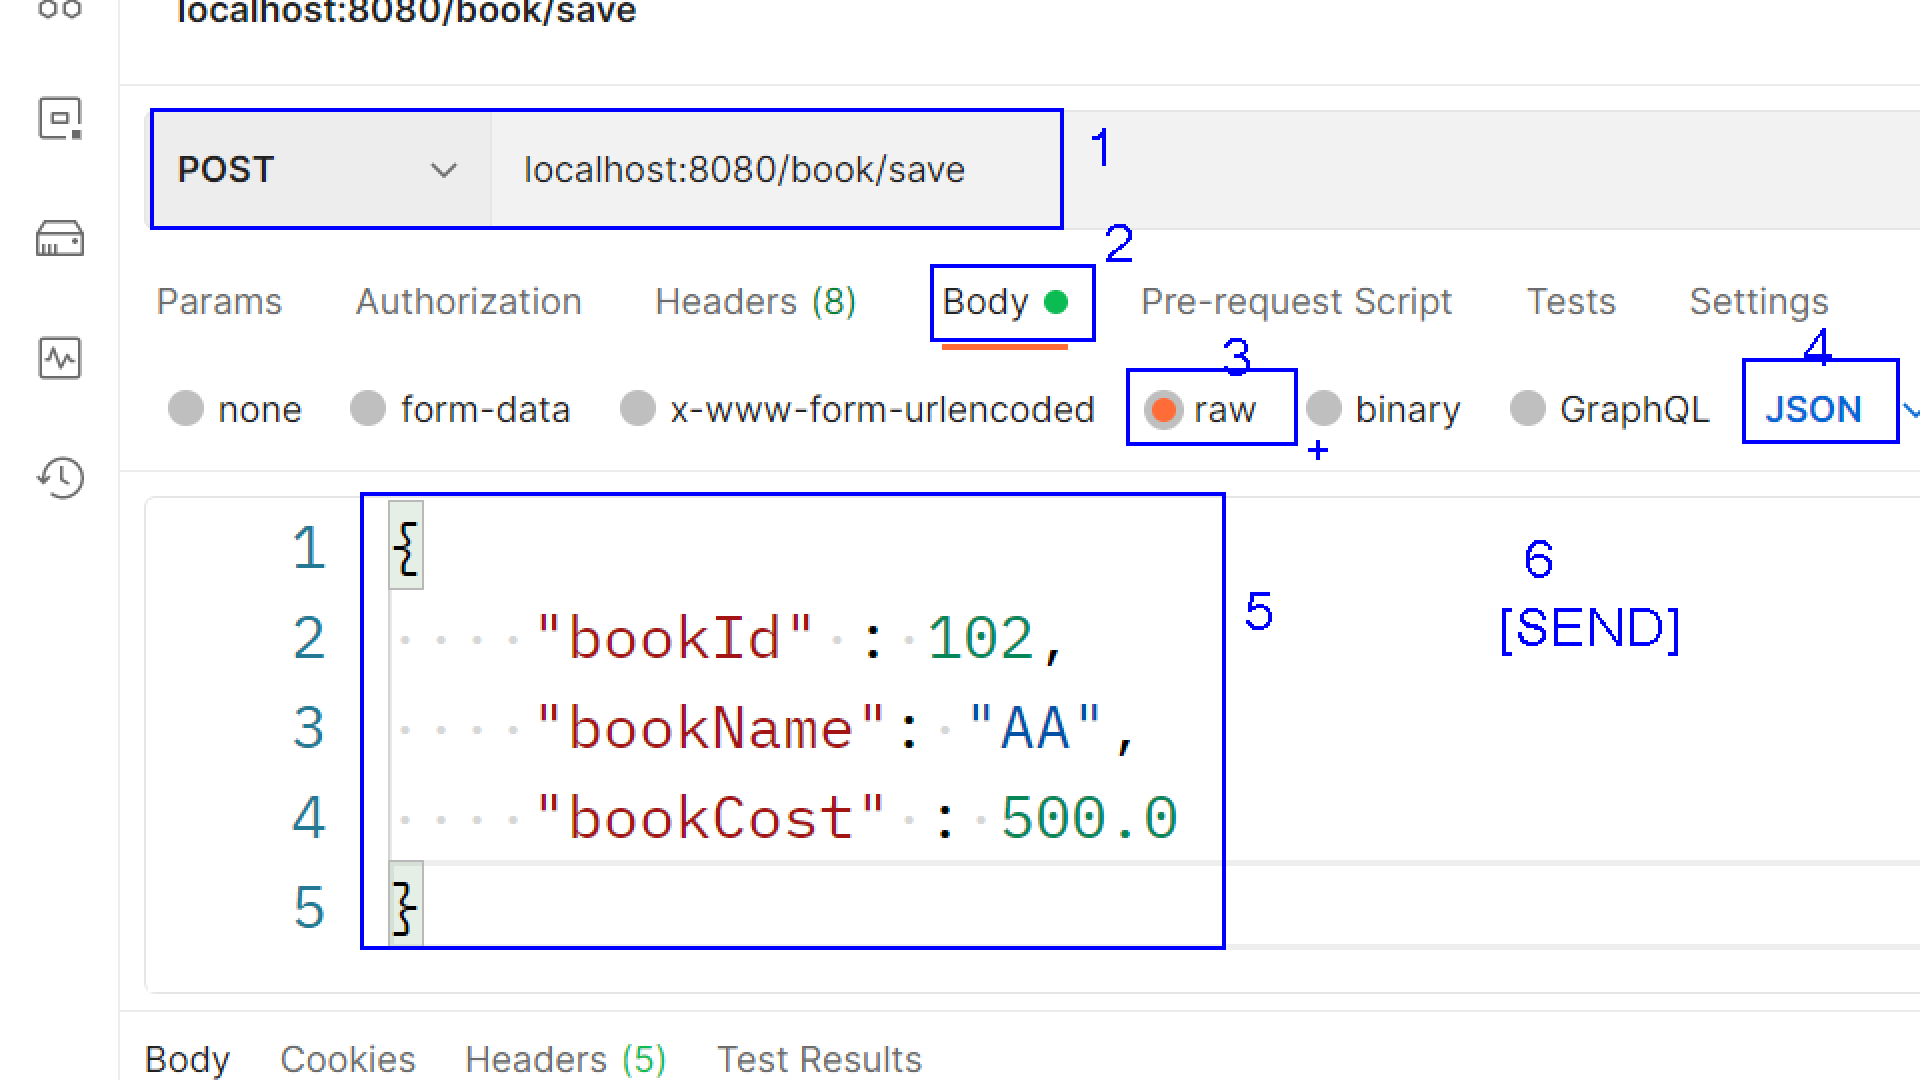 localhost:8080/book/save
POST localhost:8080/book/save 1
2
Params Authorization Headers (8) Body Pre-request Script Tests Settings
3 4
none form-data x-www-form-urlencoded raw binary GraphQL JSON
+
1 {
2 "bookId" : 102,
3 "bookName": "AA",
4 "bookCost" : 500.0
5 }
5
6
[SEND]
Body Cookies Headers (5) Test Results